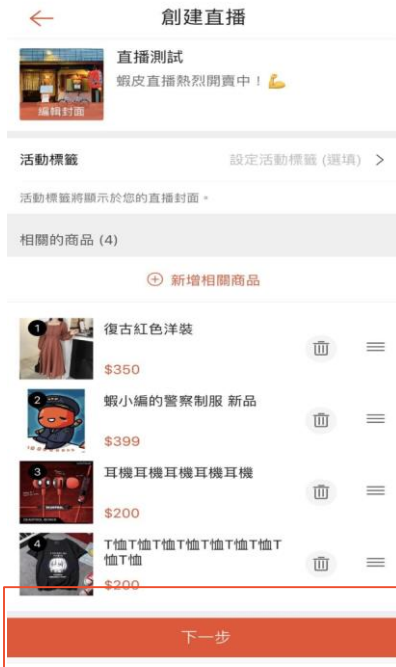 創建直播
直播測試
蝦皮直播熱烈開賣中！💪
編輯封面
活動標籤
設定活動標籤 (選填) >
活動標籤將顯示於您的直播封面。
相關的商品 (4)
新增相關商品
1
復古紅色洋裝
$350
2
蝦小編的警察制服 新品
$399
3
耳機耳機耳機耳機耳機
$200
4
T恤T恤T恤T恤T恤T恤T恤T
恤T恤
$200
下一步